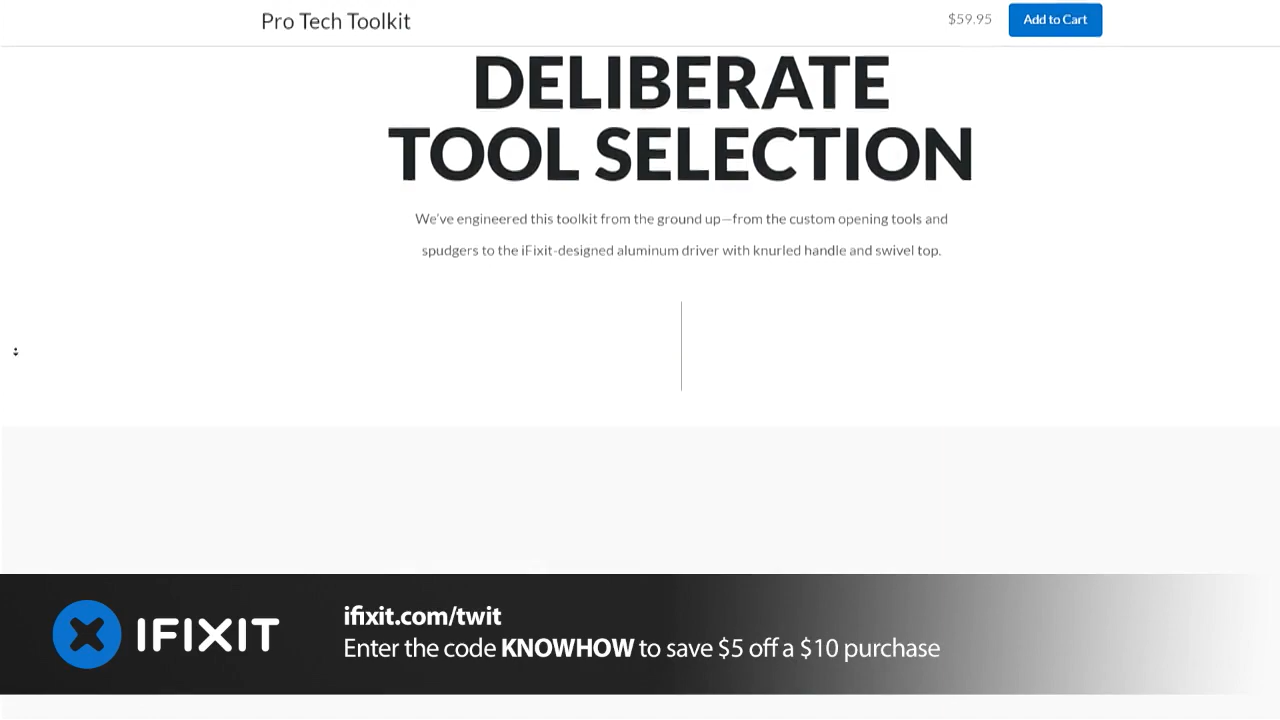 Pro Tech Toolkit
$59.95
Add to Cart
DELIBERATE
TOOL SELECTION
We've engineered this toolkit from the ground up—from the custom opening tools and
spudgers to the iFixit-designed aluminum driver with knurled handle and swivel top.
IFIXIT
ifixit.com/twit
Enter the code KNOWHOW to save $5 off a $10 purchase